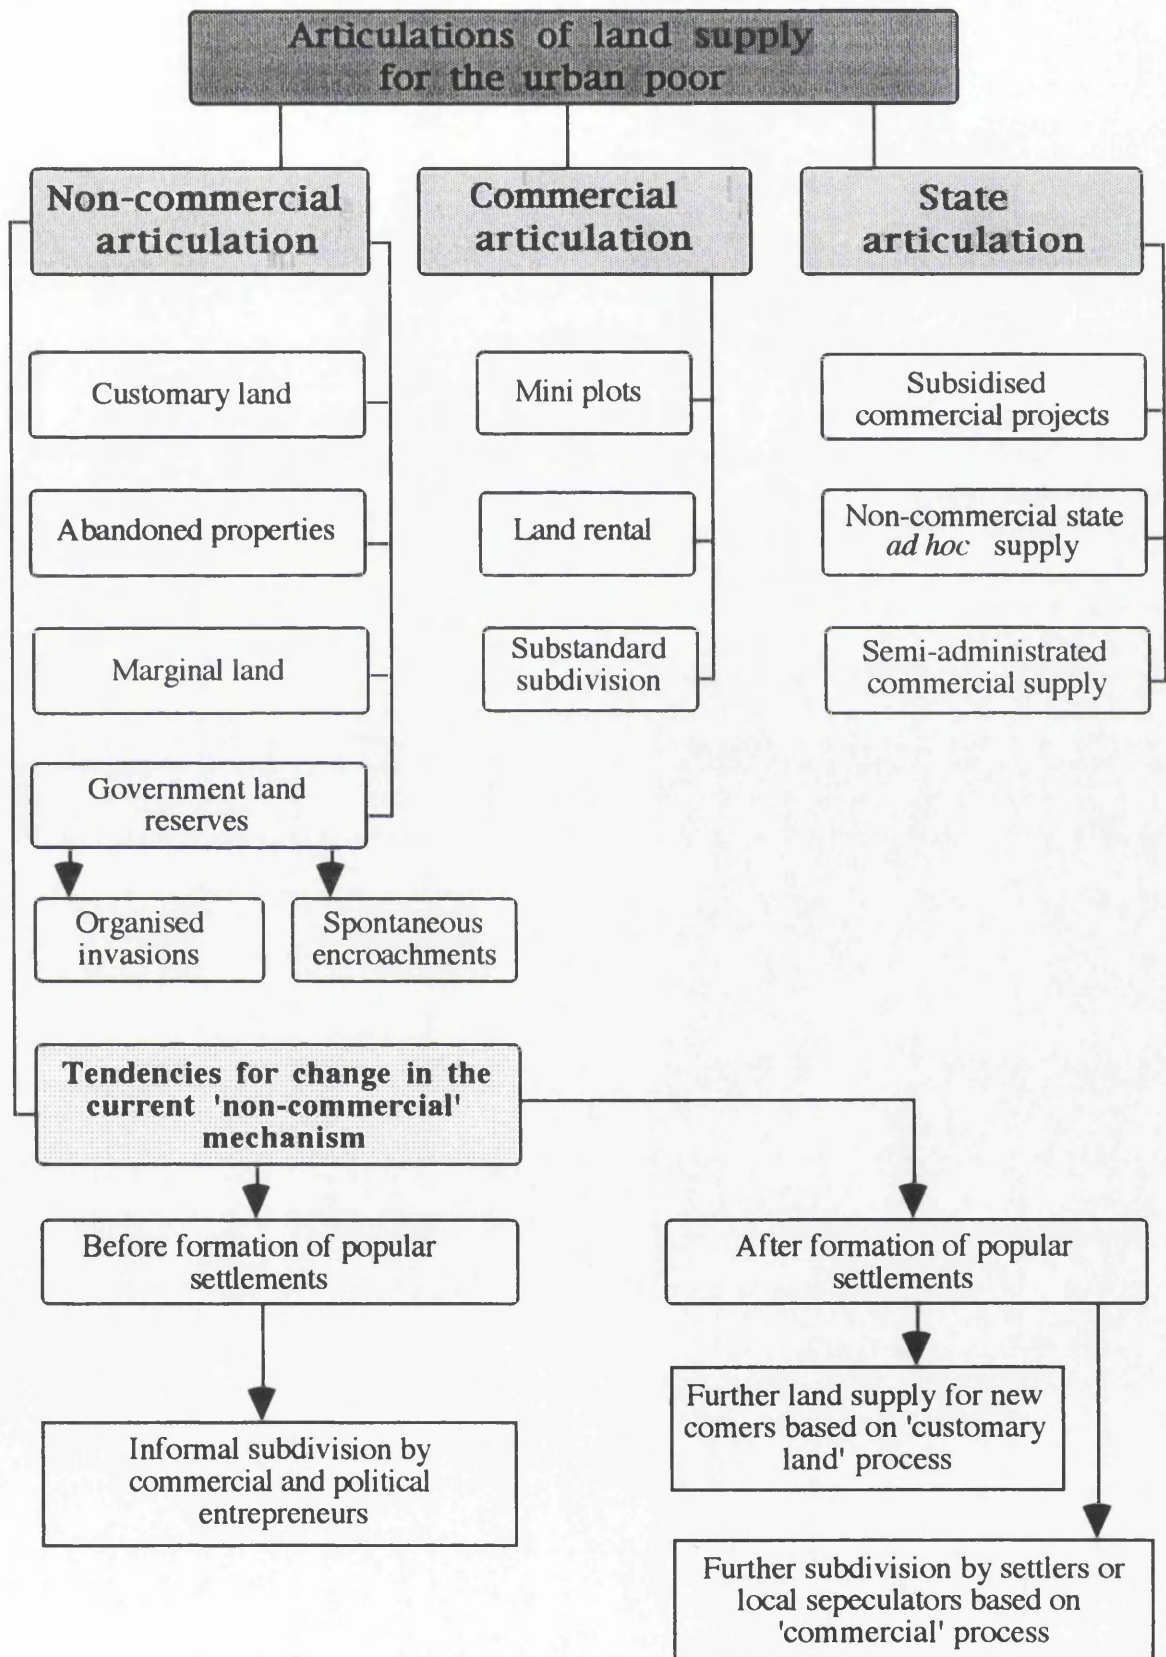 Articulations of land supply
for the urban poor
Non-commercial
articulation
Commercial
articulation
State
articulation
Customary land
Mini plots
Subsidised
commercial projects
Abandoned properties
Land rental
Non-commercial state
ad hoc supply
Marginal land
Substandard
subdivision
Semi-administrated
commercial supply
Government land
reserves
Organised
invasions
Spontaneous
encroachments
Tendencies for change in the
current 'non-commercial'
mechanism
Before formation of popular
settlements
After formation of popular
settlements
Informal subdivision by
commercial and political
entrepreneurs
Further land supply for new
comers based on 'customary
land' process
Further subdivision by settlers or
local sepeculators based on
'commercial' process